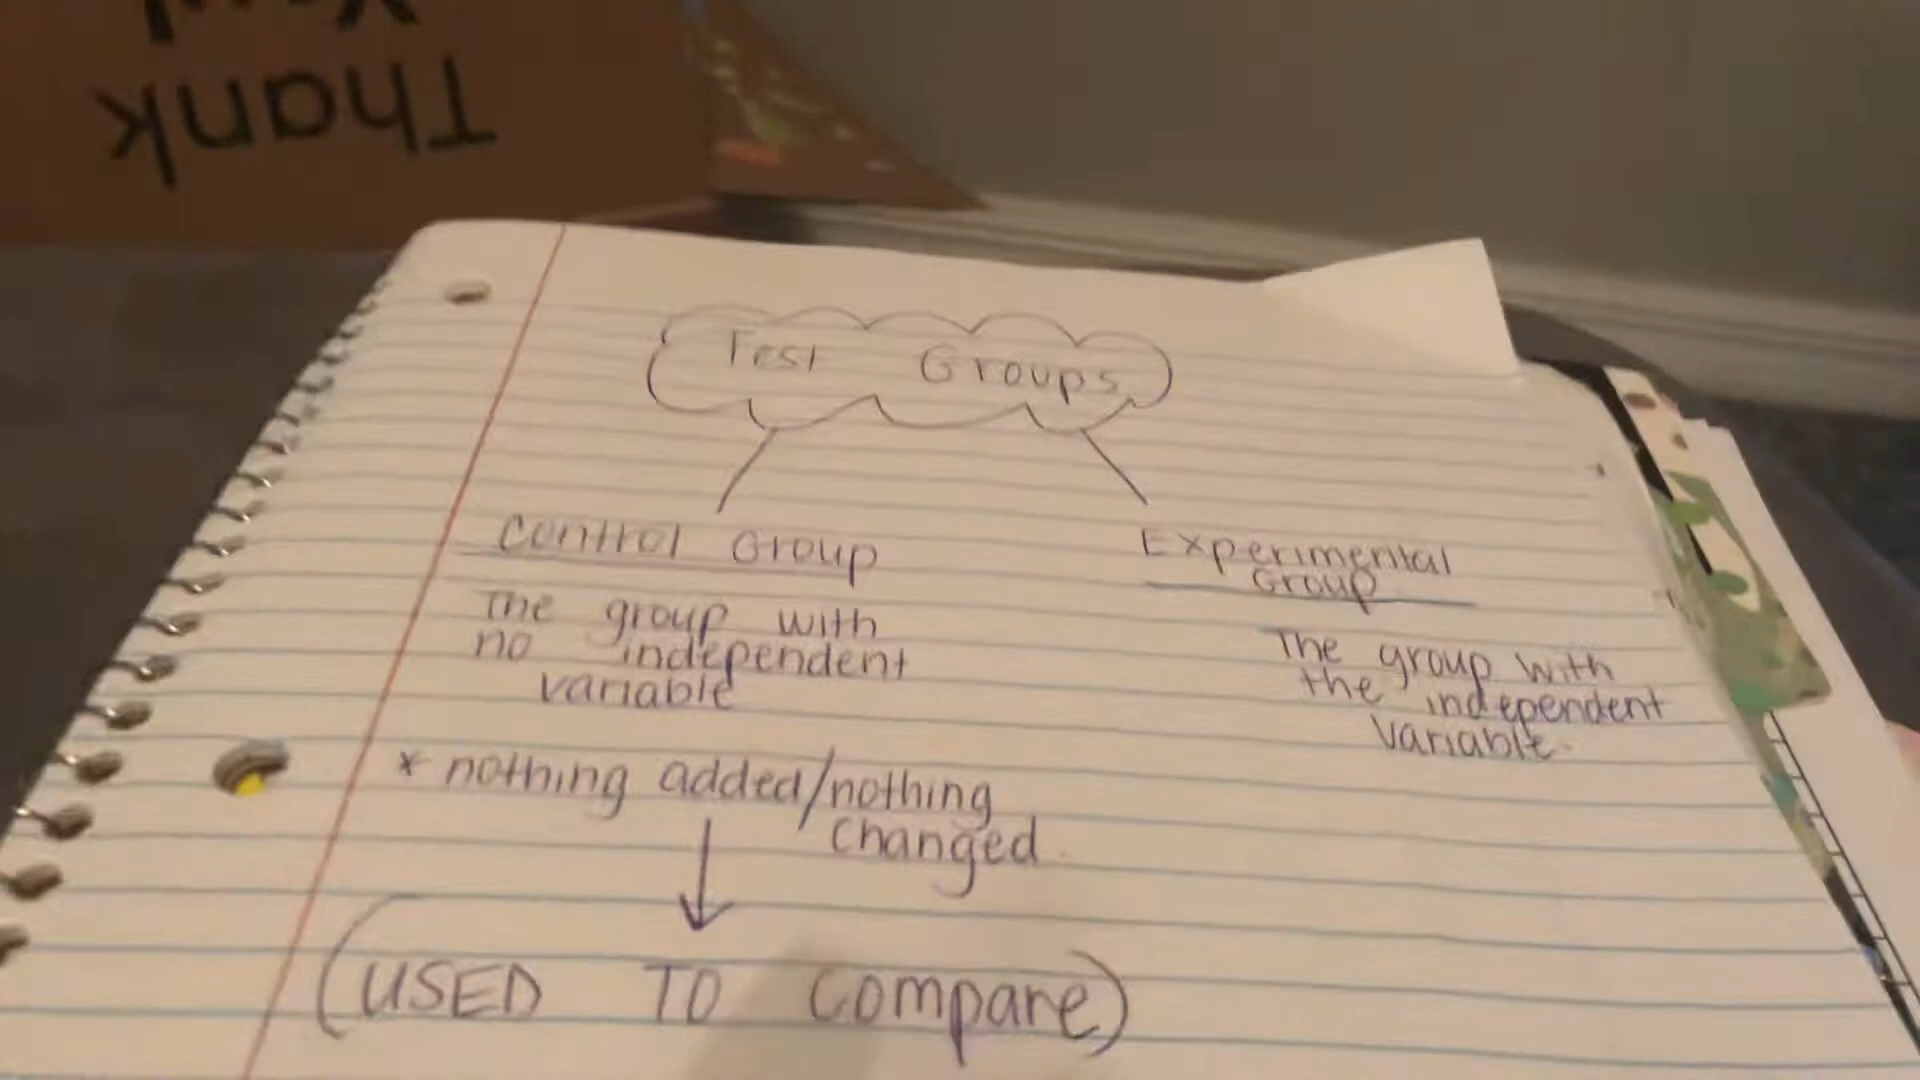 Thank
You!
Test Groups
Control Group
The group with
no independent
variable
* nothing added/nothing
changed
(USED TO Compare)
Experimental
Group
The group with
the independent
variable.